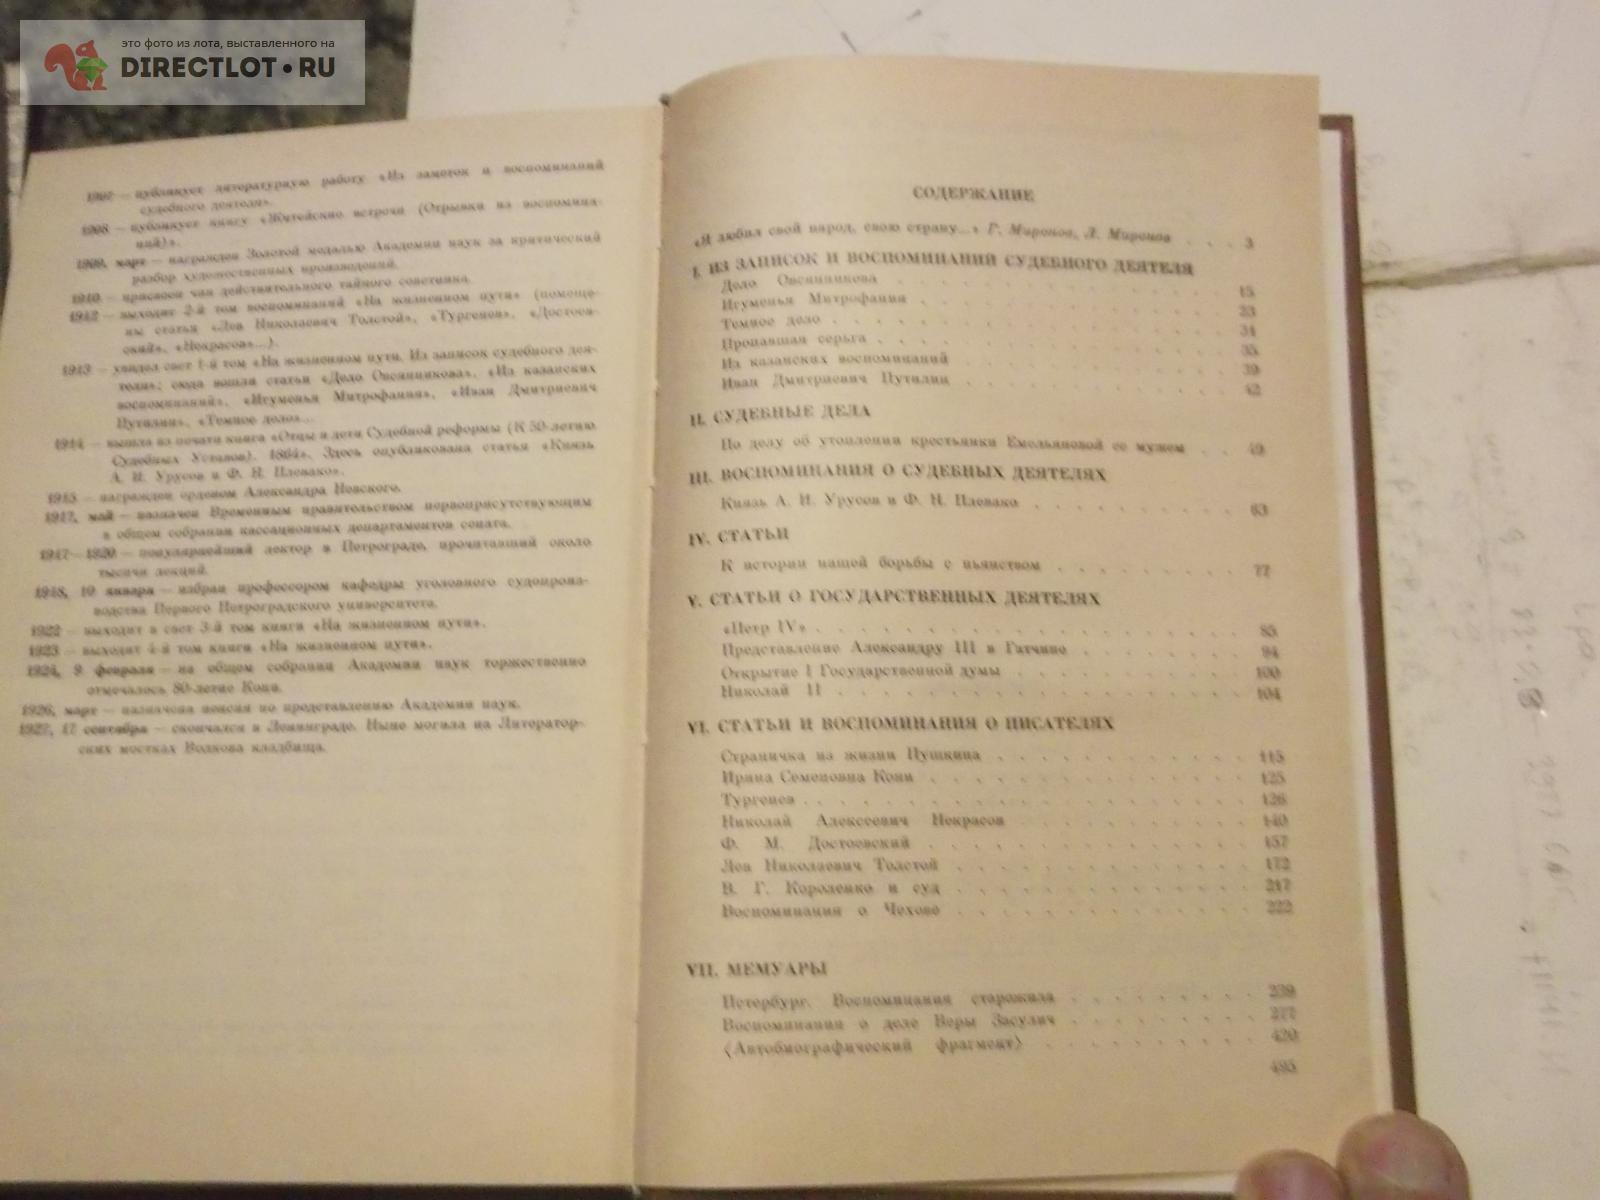 это фото из лота, выставленного на
DIRECTLOT.RU
1907 — публикует литературную работу «Из заметок и воспоминаний
судебного деятеля».
1908 — публикует книгу «Житейские встречи (Отрывки из воспомина-
ний)».
1909, март — награжден Золотой медалью Академии наук за критический
разбор художественных произведений.
1910 — присвоен чин действительного тайного советника.
1912 — выходит 2-й том воспоминаний «На жизненном пути» (помеще-
ны статьи «Лев Николаевич Толстой», «Тургенев», «Достоев-
ский», «Некрасов»...).
1913 — увидел свет 1-й том «На жизненном пути. Из записок судебного дея-
теля»; сюда вошли статьи «Дело Овсянникова», «Из казанских
воспоминаний», «Игуменья Митрофания», «Иван Дмитриевич
Путилин», «Темное дело»...
1914 — вышла из печати книга «Отцы и дети Судебной реформы (К 50-летию
Судебных Уставов). 1864». Здесь опубликована статья «Князь
А. И. Урусов и Ф. Н. Плевако».
1915 — награжден орденом Александра Невского.
1917, май — назначен Временным правительством первоприсутствующим
в общем собрании кассационных департаментов сената.
1917—1920 — популярнейший лектор в Петрограде, прочитавший около
тысячи лекций.
1918, 10 января — избран профессором кафедры уголовного судопроиз-
водства Первого Петроградского университета.
1922 — выходит в свет 3-й том книги «На жизненном пути».
1923 — выходит 4-й том книги «На жизненном пути».
1924, 9 февраля — на общем собрании Академии наук торжественно
отмечалось 80-летие Кони.
1926, март — назначена пенсия по представлению Академии наук.
1927, 17 сентября — скончался в Ленинграде. Ныне могила на Литератор-
ских мостках Волкова кладбища.
СОДЕРЖАНИЕ
«Я любил свой народ, свою страну...» Г. Миронов, Л. Миронов . . . 3
I. ИЗ ЗАПИСОК И ВОСПОМИНАНИЙ СУДЕБНОГО ДЕЯТЕЛЯ
Дело Овсянникова . . . 15
Игуменья Митрофания . . . 23
Темное дело . . . 31
Пропавшая серьга . . . 35
Из казанских воспоминаний . . . 39
Иван Дмитриевич Путилин . . . 42
II. СУДЕБНЫЕ ДЕЛА
По делу об утоплении крестьянки Емельяновой ее мужем . . 49
III. ВОСПОМИНАНИЯ О СУДЕБНЫХ ДЕЯТЕЛЯХ
Князь А. И. Урусов и Ф. Н. Плевако . . . 63
IV. СТАТЬИ
К истории нашей борьбы с пьянством . . . 77
V. СТАТЬИ О ГОСУДАРСТВЕННЫХ ДЕЯТЕЛЯХ
«Петр IV» . . . 85
Представление Александру III в Гатчине . . . 94
Открытие I Государственной думы . . . 100
Николай II . . . 104
VI. СТАТЬИ И ВОСПОМИНАНИЯ О ПИСАТЕЛЯХ
Страничка из жизни Пушкина . . . 115
Ирина Семеновна Кони . . . 125
Тургенев . . . 126
Николай Алексеевич Некрасов . . . 140
Ф. М. Достоевский . . . 157
Лев Николаевич Толстой . . . 172
В. Г. Короленко и суд . . . 217
Воспоминания о Чехове . . . 222
VII. МЕМУАРЫ
Петербург. Воспоминания старожила . . . 239
Воспоминания о деле Веры Засулич . . . 277
〈Автобиографический фрагмент〉 . . . 420
495